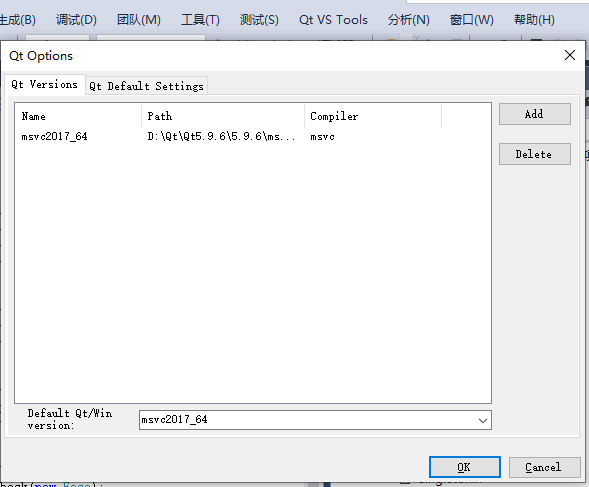 生成(B) 调试(D) 团队(M) 工具(T) 测试(S) Qt VS Tools 分析(N) 窗口(W) 帮助(H)
Qt Options
Qt Versions Qt Default Settings
Name Path Compiler
msvc2017_64 D:\Qt\Qt5.9.6\5.9.6\ms... msvc
Add
Delete
Default Qt/Win version:
msvc2017_64
OK Cancel